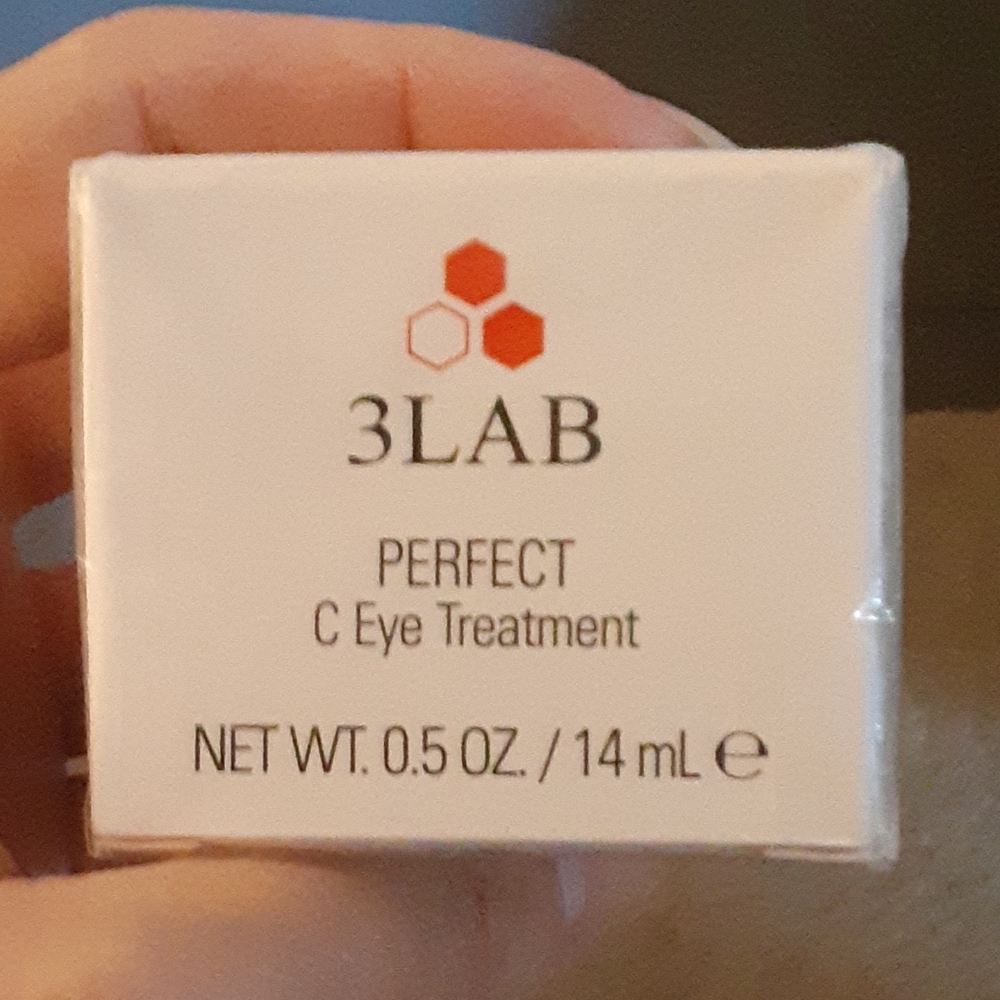 3LAB
PERFECT
C Eye Treatment
NET WT. 0.5 OZ. / 14 mL ℮